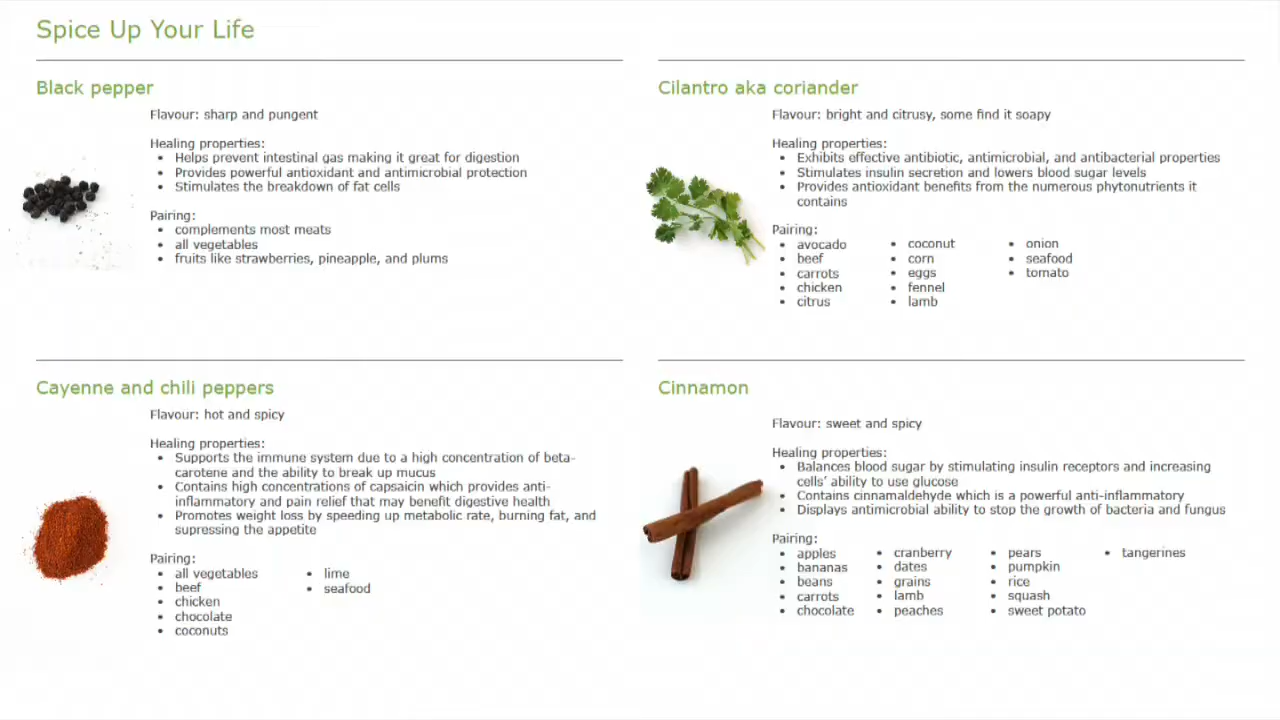 Spice Up Your Life
Black pepper
Flavour: sharp and pungent
Healing properties:
• Helps prevent intestinal gas making it great for digestion
• Provides powerful antioxidant and antimicrobial protection
• Stimulates the breakdown of fat cells
Pairing:
• complements most meats
• all vegetables
• fruits like strawberries, pineapple, and plums
Cilantro aka coriander
Flavour: bright and citrusy, some find it soapy
Healing properties:
• Exhibits effective antibiotic, antimicrobial, and antibacterial properties
• Stimulates insulin secretion and lowers blood sugar levels
• Provides antioxidant benefits from the numerous phytonutrients it
contains
Pairing:
• avocado
• beef
• carrots
• chicken
• citrus
• coconut
• corn
• eggs
• fennel
• lamb
• onion
• seafood
• tomato
Cayenne and chili peppers
Flavour: hot and spicy
Healing properties:
• Supports the immune system due to a high concentration of beta-
carotene and the ability to break up mucus
• Contains high concentrations of capsaicin which provides anti-
inflammatory and pain relief that may benefit digestive health
• Promotes weight loss by speeding up metabolic rate, burning fat, and
supressing the appetite
Pairing:
• all vegetables
• beef
• chicken
• chocolate
• coconuts
• lime
• seafood
Cinnamon
Flavour: sweet and spicy
Healing properties:
• Balances blood sugar by stimulating insulin receptors and increasing
cells' ability to use glucose
• Contains cinnamaldehyde which is a powerful anti-inflammatory
• Displays antimicrobial ability to stop the growth of bacteria and fungus
Pairing:
• apples
• bananas
• beans
• carrots
• chocolate
• cranberry
• dates
• grains
• lamb
• peaches
• pears
• pumpkin
• rice
• squash
• sweet potato
• tangerines